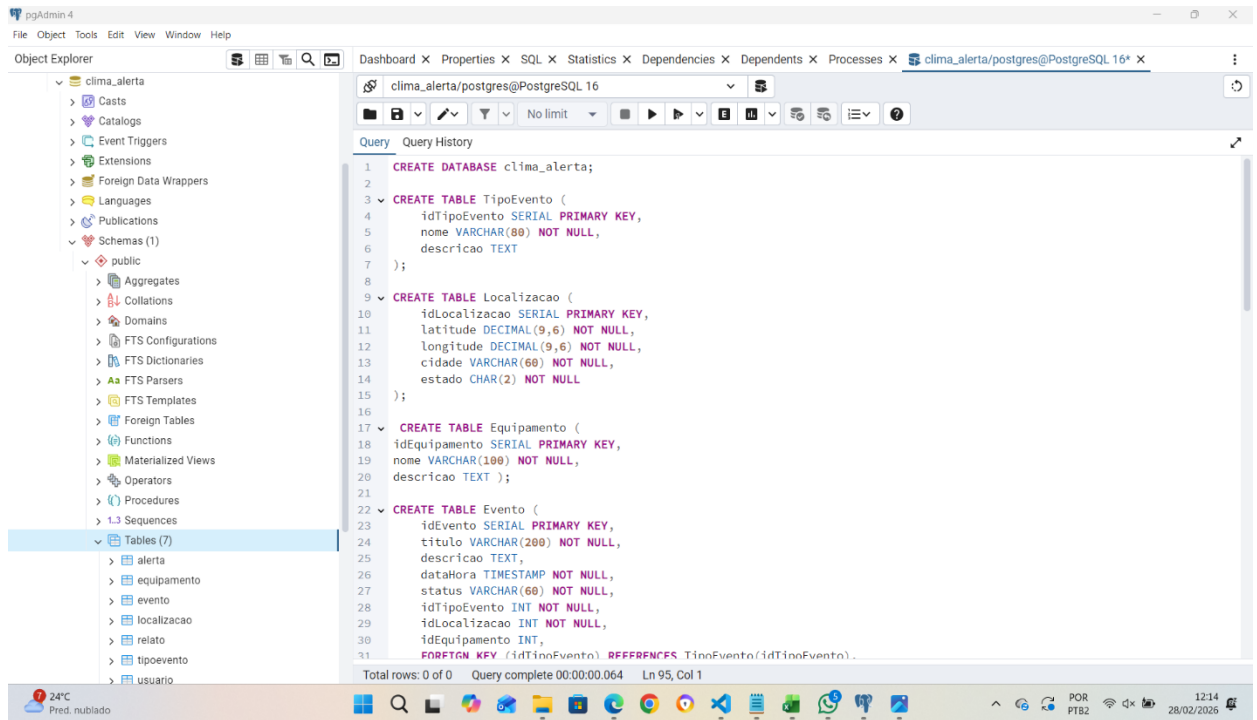 pgAdmin 4
File Object Tools Edit View Window Help
Object Explorer
Dashboard X Properties X SQL X Statistics X Dependencies X Dependents X Processes X clima_alerta/postgres@PostgreSQL 16* X
clima_alerta
Casts
Catalogs
Event Triggers
Extensions
Foreign Data Wrappers
Languages
Publications
Schemas (1)
public
Aggregates
Collations
Domains
FTS Configurations
FTS Dictionaries
Aa FTS Parsers
FTS Templates
Foreign Tables
Functions
Materialized Views
Operators
Procedures
1..3 Sequences
Tables (7)
alerta
equipamento
evento
localizacao
relato
tipoevento
usuario
clima_alerta/postgres@PostgreSQL 16
No limit
E
Query Query History
1 CREATE DATABASE clima_alerta;
2
3 CREATE TABLE TipoEvento (
4 idTipoEvento SERIAL PRIMARY KEY,
5 nome VARCHAR(80) NOT NULL,
6 descricao TEXT
7 );
8
9 CREATE TABLE Localizacao (
10 idLocalizacao SERIAL PRIMARY KEY,
11 latitude DECIMAL(9,6) NOT NULL,
12 longitude DECIMAL(9,6) NOT NULL,
13 cidade VARCHAR(60) NOT NULL,
14 estado CHAR(2) NOT NULL
15 );
16
17 CREATE TABLE Equipamento (
18 idEquipamento SERIAL PRIMARY KEY,
19 nome VARCHAR(100) NOT NULL,
20 descricao TEXT );
21
22 CREATE TABLE Evento (
23 idEvento SERIAL PRIMARY KEY,
24 titulo VARCHAR(200) NOT NULL,
25 descricao TEXT,
26 dataHora TIMESTAMP NOT NULL,
27 status VARCHAR(60) NOT NULL,
28 idTipoEvento INT NOT NULL,
29 idLocalizacao INT NOT NULL,
30 idEquipamento INT,
31 FOREIGN KEY (idTipoEvento) REFERENCES TipoEvento(idTipoEvento),
Total rows: 0 of 0 Query complete 00:00:00.064 Ln 95, Col 1
7
24°C
Pred. nublado
5
POR
PTB2
12:14
28/02/2026